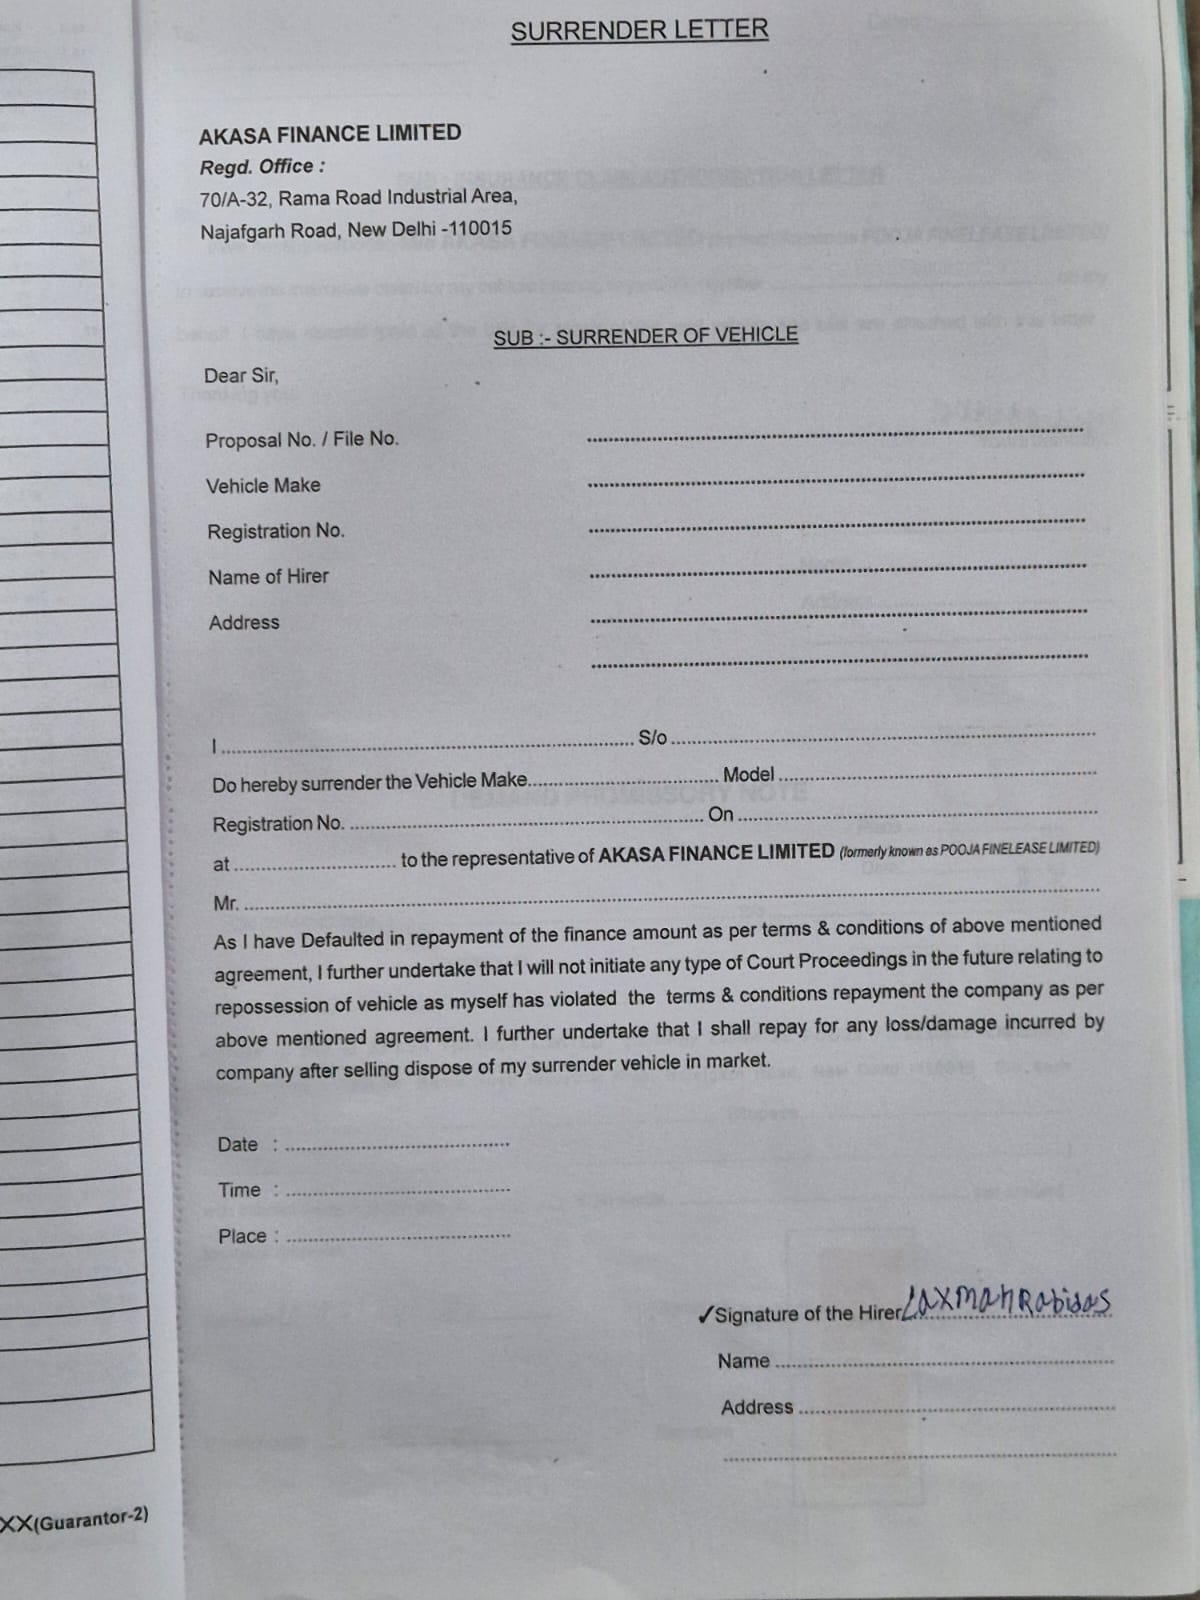 SURRENDER LETTER
AKASA FINANCE LIMITED
Regd. Office :
70/A-32, Rama Road Industrial Area,
Najafgarh Road, New Delhi -110015
SUB :- SURRENDER OF VEHICLE
Dear Sir,
Proposal No. / File No. ........................................
Vehicle Make ........................................
Registration No. ........................................
Name of Hirer ........................................
Address ........................................
........................................
I ........................................ S/o ........................................
Do hereby surrender the Vehicle Make.................... Model ........................................
Registration No. ........................................ On ........................................
at .................... to the representative of AKASA FINANCE LIMITED (formerly known as POOJA FINELEASE LIMITED)
Mr. ........................................
As I have Defaulted in repayment of the finance amount as per terms & conditions of above mentioned
agreement, I further undertake that I will not initiate any type of Court Proceedings in the future relating to
repossession of vehicle as myself has violated the terms & conditions repayment the company as per
above mentioned agreement. I further undertake that I shall repay for any loss/damage incurred by
company after selling dispose of my surrender vehicle in market.
Date : ....................
Time : ....................
Place : ....................
✓Signature of the Hirer Laxman Rabidas
Name ....................
Address ....................
....................
XX(Guarantor-2)